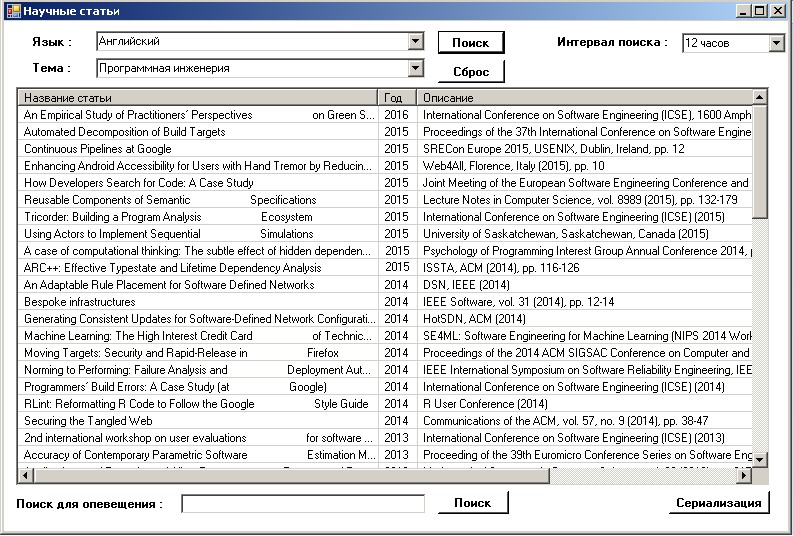 Научные статьи
Язык : Английский Поиск Интервал поиска : 12 часов
Тема : Программная инженерия Сброс
Название статьи Год Описание
An Empirical Study of Practitioners´ Perspectives on Green S... 2016 International Conference on Software Engineering (ICSE), 1600 Amph
Automated Decomposition of Build Targets 2015 Proceedings of the 37th International Conference on Software Engine
Continuous Pipelines at Google 2015 SRECon Europe 2015, USENIX, Dublin, Ireland, pp. 12
Enhancing Android Accessibility for Users with Hand Tremor by Reducin... 2015 Web4All, Florence, Italy (2015), pp. 10
How Developers Search for Code: A Case Study 2015 Joint Meeting of the European Software Engineering Conference and
Reusable Components of Semantic Specifications 2015 Lecture Notes in Computer Science, vol. 8989 (2015), pp. 132-179
Tricorder: Building a Program Analysis Ecosystem 2015 International Conference on Software Engineering (ICSE) (2015)
Using Actors to Implement Sequential Simulations 2015 University of Saskatchewan, Saskatchewan, Canada (2015)
A case of computational thinking: The subtle effect of hidden dependen... 2015 Psychology of Programming Interest Group Annual Conference 2014,
ARC++: Effective Typestate and Lifetime Dependency Analysis 2015 ISSTA, ACM (2014), pp. 116-126
An Adaptable Rule Placement for Software Defined Networks 2014 DSN, IEEE (2014)
Bespoke infrastructures 2014 IEEE Software, vol. 31 (2014), pp. 12-14
Generating Consistent Updates for Software-Defined Network Configurati... 2014 HotSDN, ACM (2014)
Machine Learning: The High Interest Credit Card of Technic... 2014 SE4ML: Software Engineering for Machine Learning (NIPS 2014 Work
Moving Targets: Security and Rapid-Release in Firefox 2014 Proceedings of the 2014 ACM SIGSAC Conference on Computer and
Norming to Performing: Failure Analysis and Deployment Aut... 2014 IEEE International Symposium on Software Reliability Engineering, IEE
Programmers´ Build Errors: A Case Study (at Google) 2014 International Conference on Software Engineering (ICSE) (2014)
RLint: Reformatting R Code to Follow the Google Style Guide 2014 R User Conference (2014)
Securing the Tangled Web 2014 Communications of the ACM, vol. 57, no. 9 (2014), pp. 38-47
2nd international workshop on user evaluations for software ... 2013 International Conference on Software Engineering (ICSE) (2013)
Accuracy of Contemporary Parametric Software Estimation M... 2013 Proceeding of the 39th Euromicro Conference Series on Software Eng
Поиск для опевещения : Поиск Сериализация